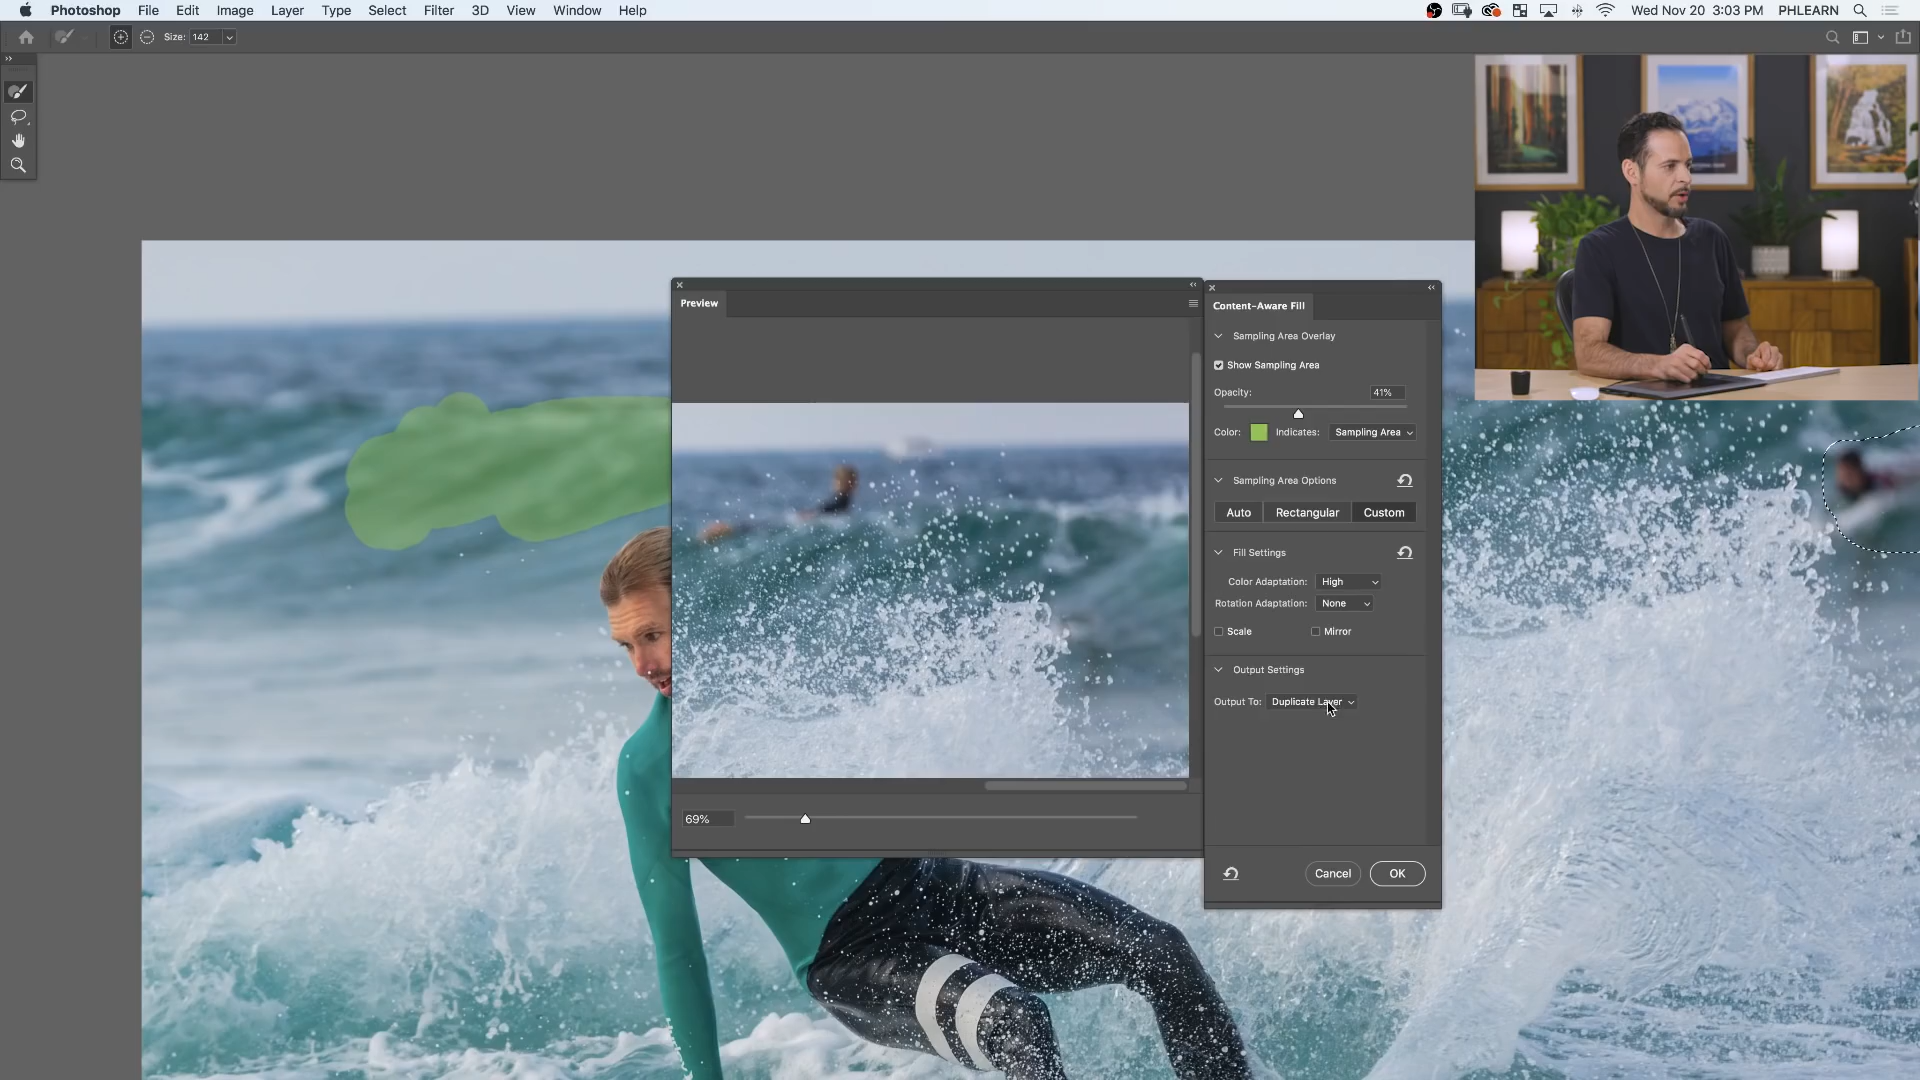 Photoshop File Edit Image Layer Type Select Filter 3D View Window Help Wed Nov 20 3:03 PM PHLEARN
Size: 142
Preview
69%
Content-Aware Fill
Sampling Area Overlay
Show Sampling Area
Opacity: 41%
Color: Indicates: Sampling Area
Sampling Area Options
Auto Rectangular Custom
Fill Settings
Color Adaptation: High
Rotation Adaptation: None
Scale Mirror
Output Settings
Output To: Duplicate Layer
Cancel OK